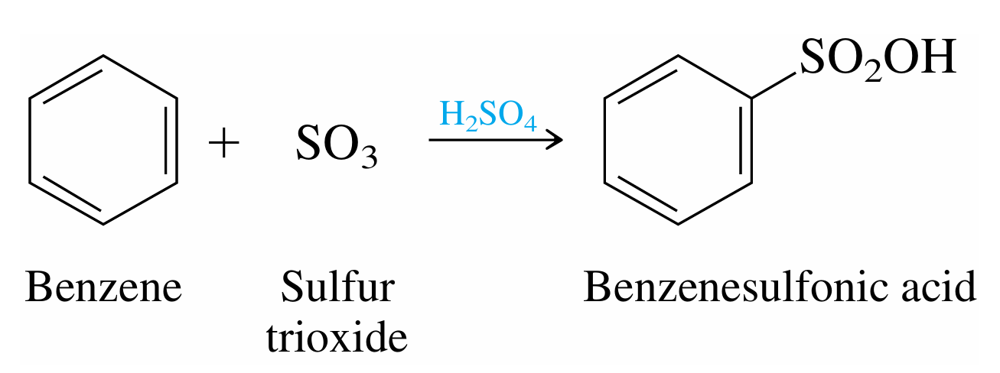 SO₂OH
H₂SO₄
+ SO₃
Benzene Sulfur Benzenesulfonic acid
trioxide